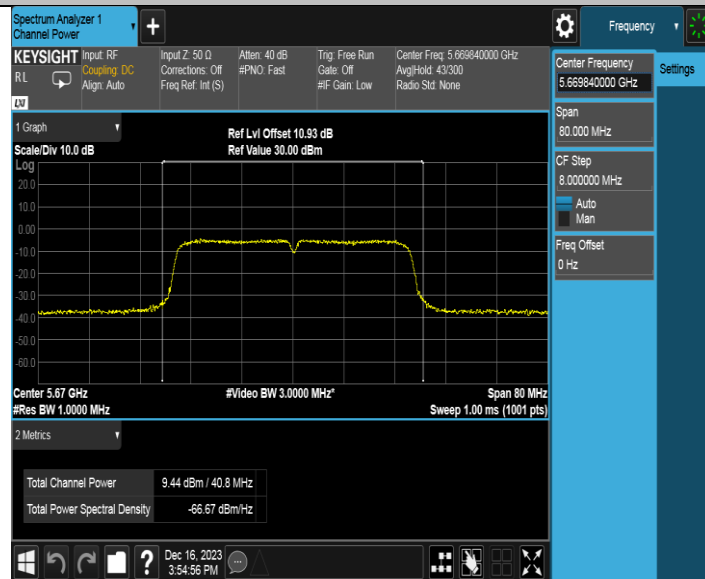 Spectrum Analyzer 1
Channel Power
+
Frequency
KEYSIGHT
RL
LXI
Input: RF
Coupling: DC
Align: Auto
Input Z: 50 Ω
Corrections: Off
Freq Ref: Int (S)
Atten: 40 dB
#PNO: Fast
Trig: Free Run
Gate: Off
#IF Gain: Low
Center Freq: 5.669840000 GHz
Avg|Hold: 43/300
Radio Std: None
Center Frequency
5.669840000 GHz
Settings
Span
80.000 MHz
CF Step
8.000000 MHz
Auto
Man
Freq Offset
0 Hz
1 Graph
Scale/Div 10.0 dB
Ref Lvl Offset 10.93 dB
Ref Value 30.00 dBm
Log
20.0
10.0
0.00
-10.0
-20.0
-30.0
-40.0
-50.0
-60.0
Center 5.67 GHz
#Res BW 1.0000 MHz
#Video BW 3.0000 MHz*
Span 80 MHz
Sweep 1.00 ms (1001 pts)
2 Metrics
Total Channel Power 9.44 dBm / 40.8 MHz
Total Power Spectral Density -66.67 dBm/Hz
?
Dec 16, 2023
3:54:56 PM